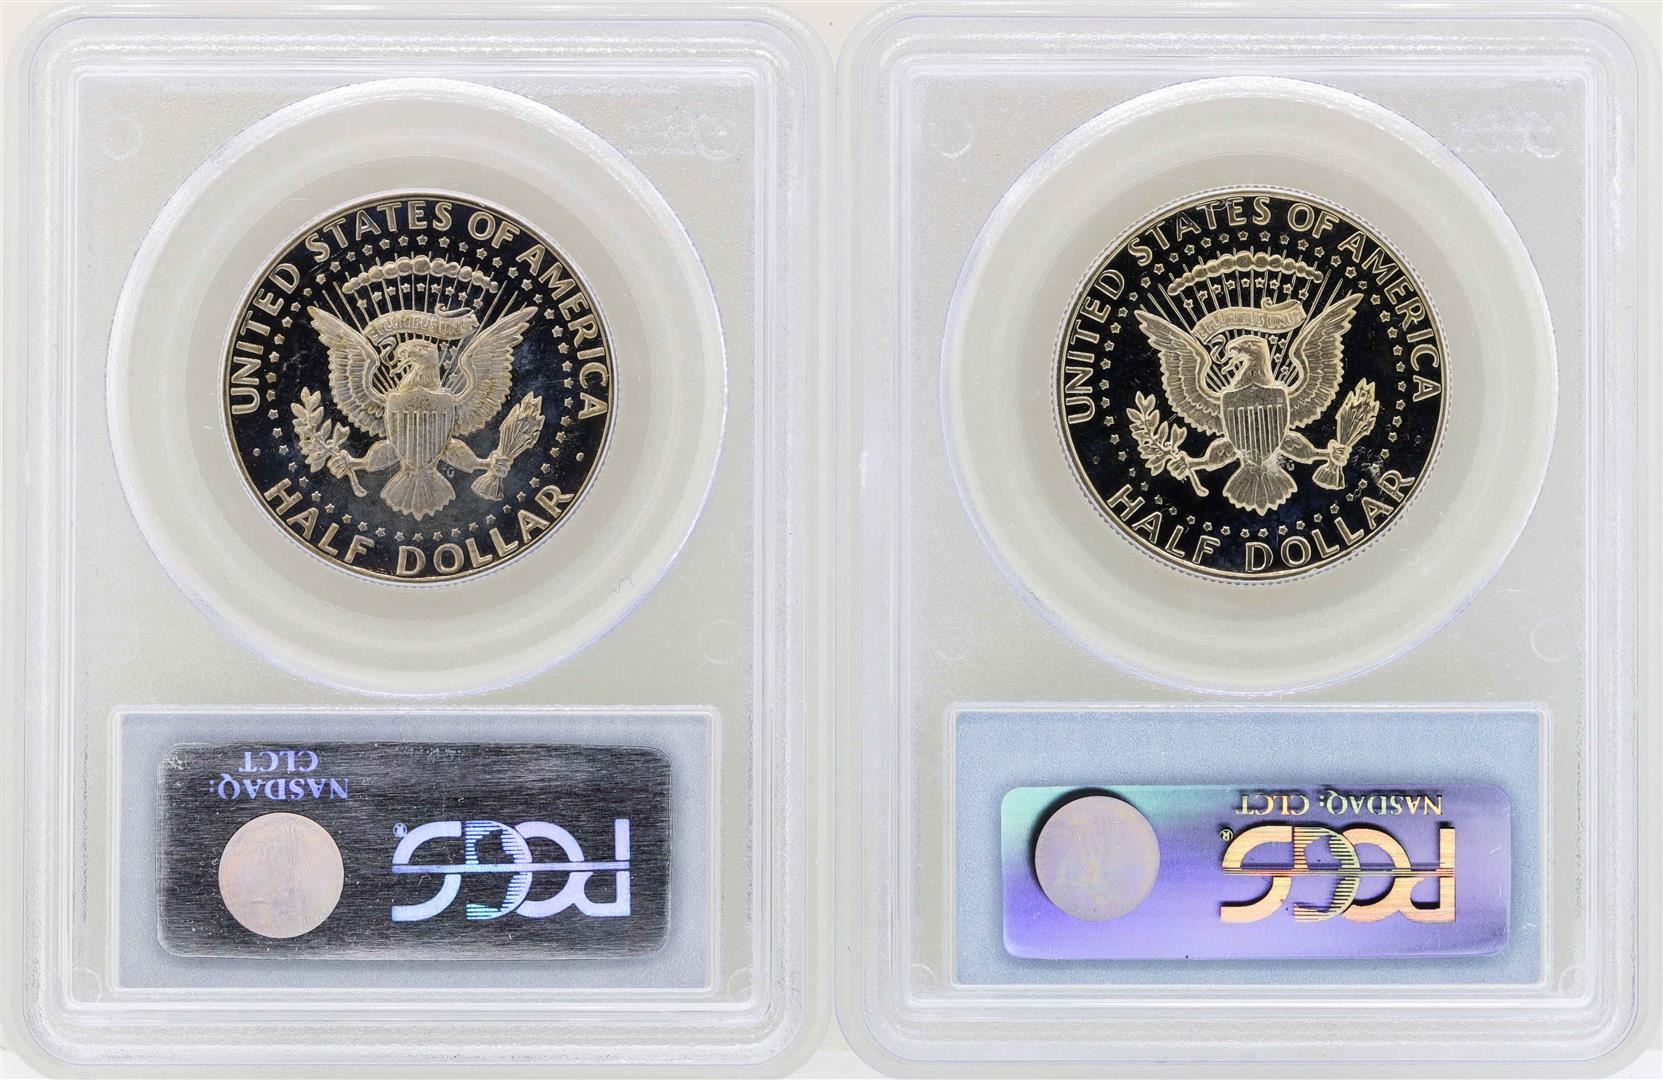 UNITED STATES OF AMERICA
PLURIBUS UNU
G
HALF DOLLAR
NASDAQ:
CLCT
PCGS®
UNITED STATES OF AMERICA
E PLURIBUS UNUM
G
HALF DOLLAR
NASDAQ: CLCT
PCGS®